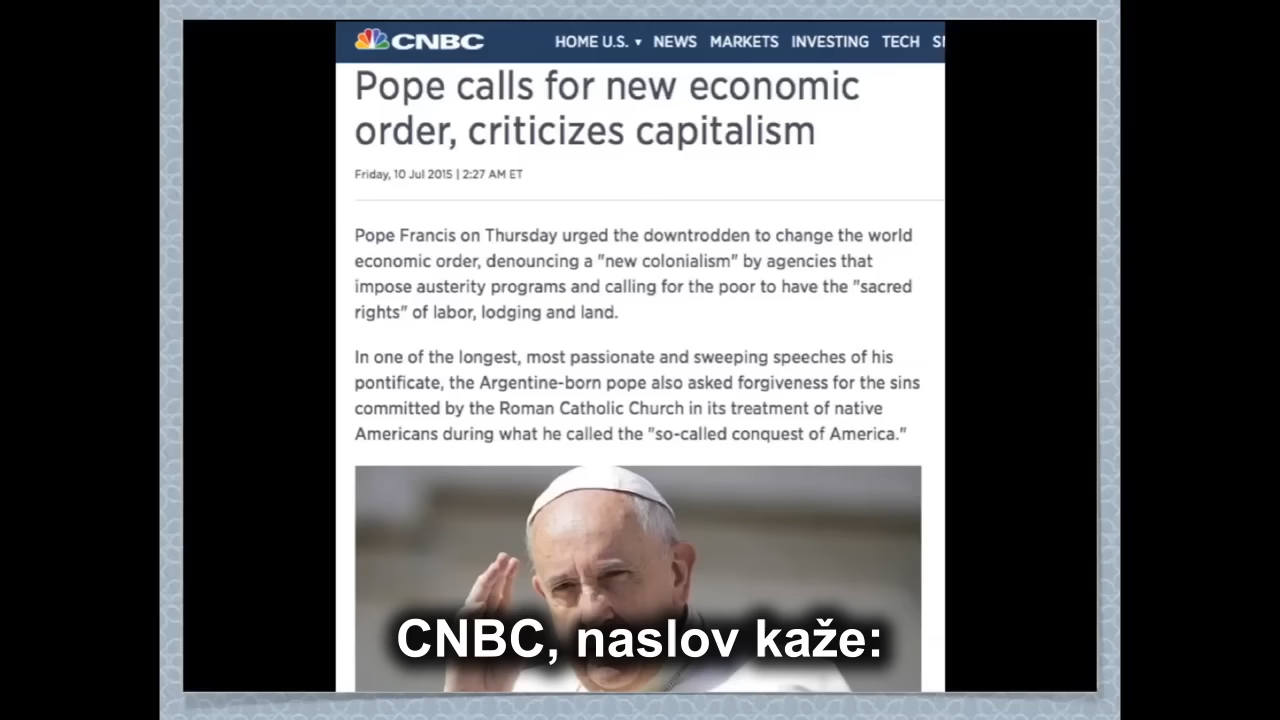 CNBC
HOME U.S. ▾ NEWS MARKETS INVESTING TECH
Pope calls for new economic
order, criticizes capitalism
Friday, 10 Jul 2015 | 2:27 AM ET
Pope Francis on Thursday urged the downtrodden to change the world
economic order, denouncing a "new colonialism" by agencies that
impose austerity programs and calling for the poor to have the "sacred
rights" of labor, lodging and land.
In one of the longest, most passionate and sweeping speeches of his
pontificate, the Argentine-born pope also asked forgiveness for the sins
committed by the Roman Catholic Church in its treatment of native
Americans during what he called the "so-called conquest of America."
CNBC, naslov kaže: